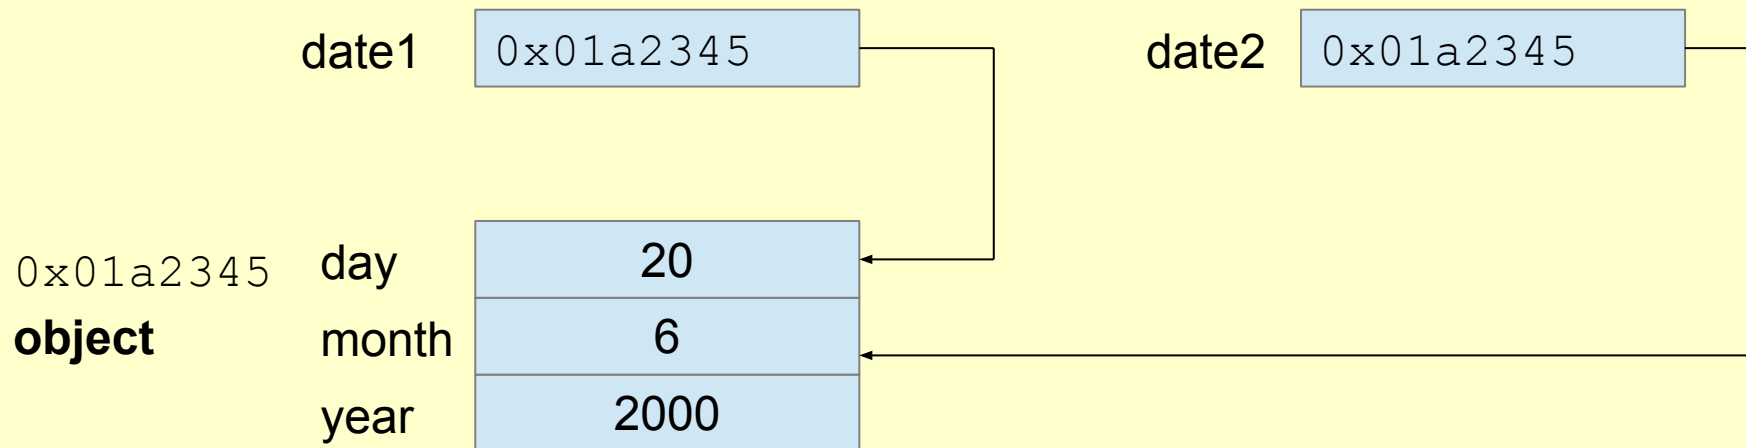 date1 0x01a2345 date2 0x01a2345
0x01a2345 day 20
object month 6
year 2000